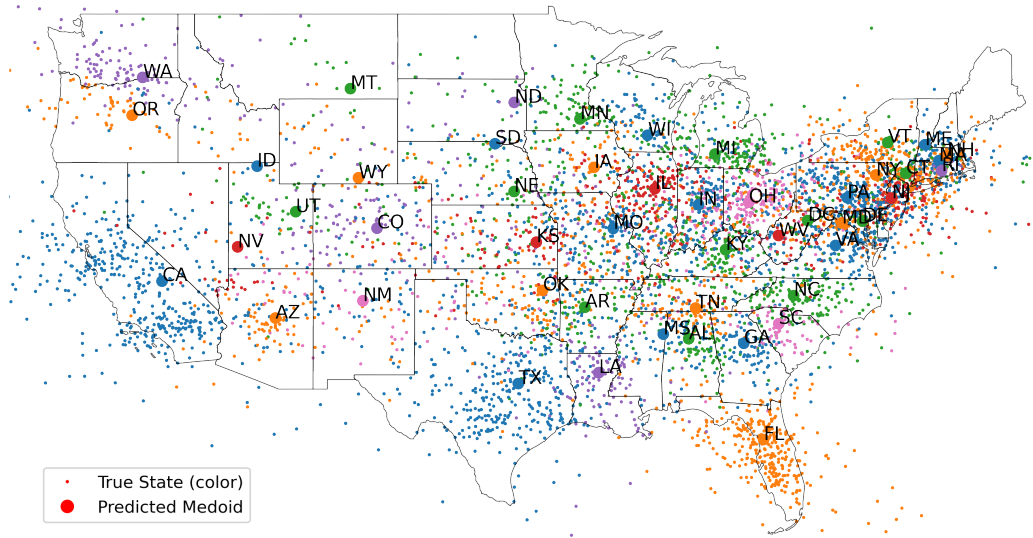 WA
MT
OR
ND
MN
SD
WI
VT
ME
NH
MI
ID
IA
WY
NY
CT
NE
IL
UT
IN
OH
PA
NJ
CO
MO
DC
MD
DE
NV
KS
KY
WV
VA
CA
NM
OK
AR
TN
NC
AZ
MS
AL
GA
SC
TX
LA
FL
True State (color)
Predicted Medoid